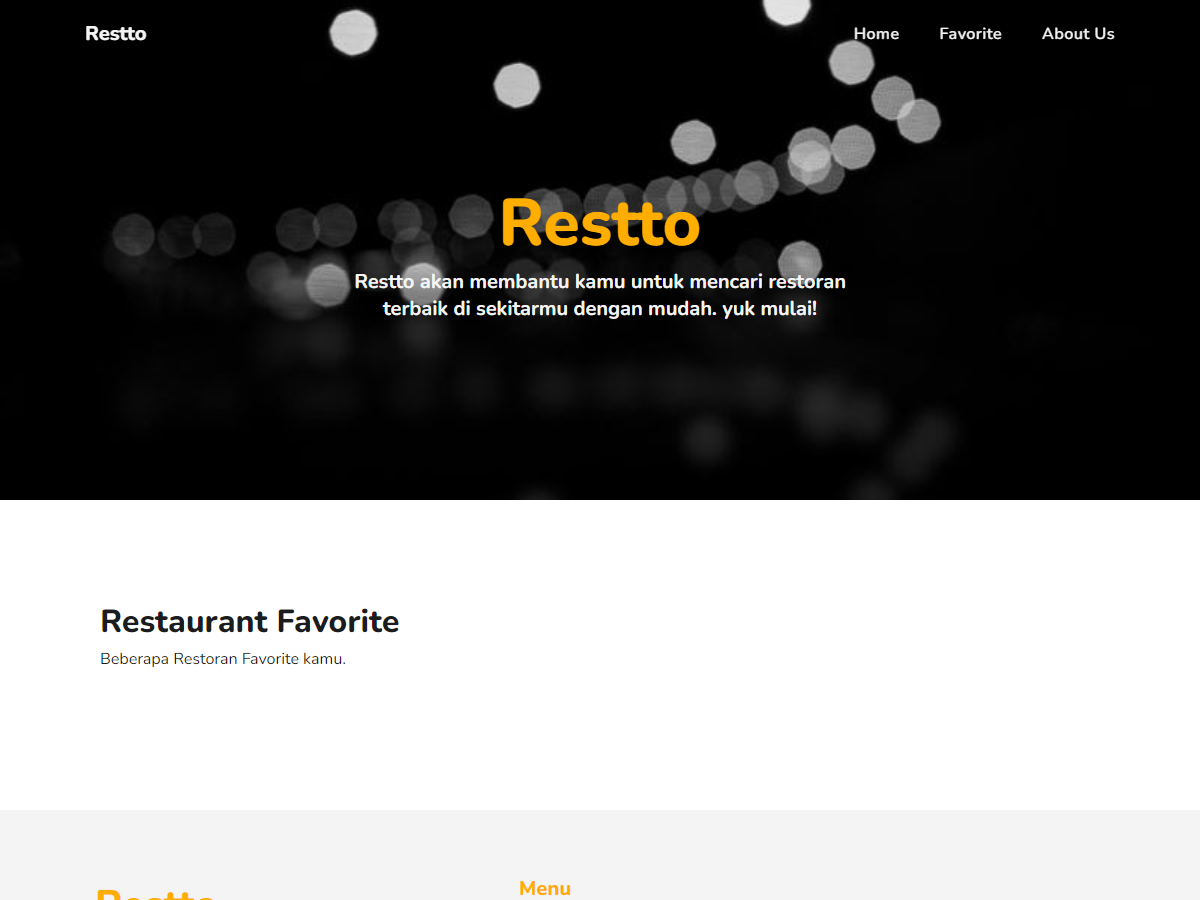 Restto
Home Favorite About Us
Restto
Restto akan membantu kamu untuk mencari restoran
terbaik di sekitarmu dengan mudah. yuk mulai!
Restaurant Favorite
Beberapa Restoran Favorite kamu.
Restto
Menu